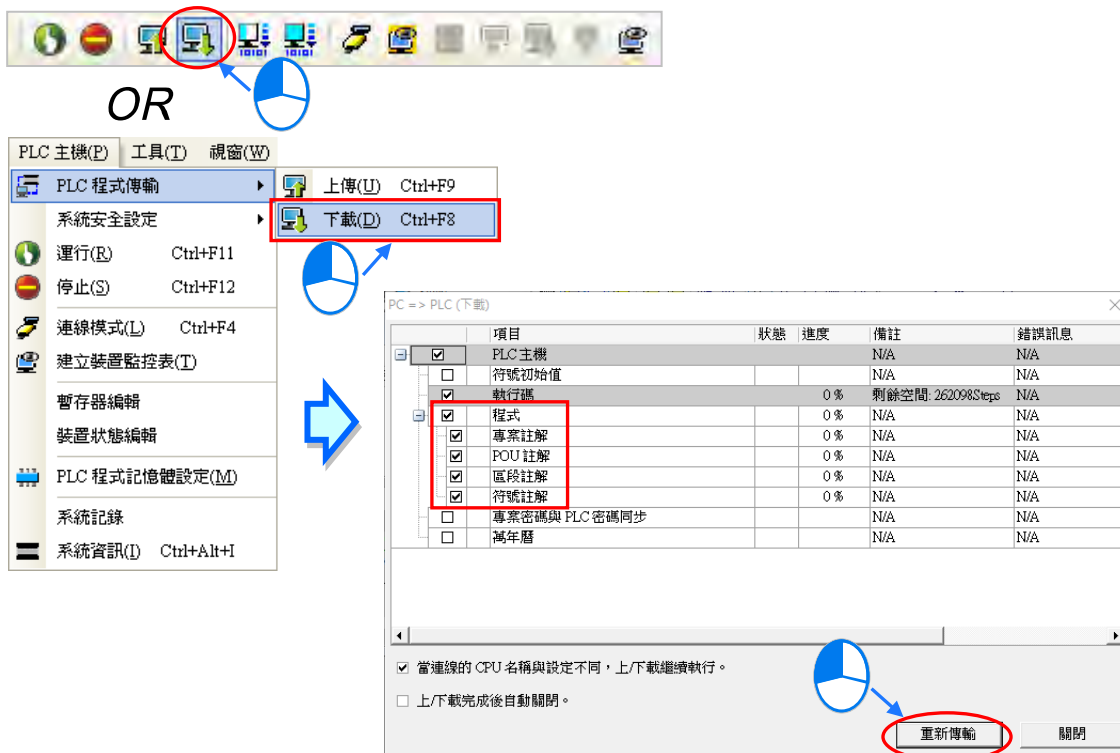 OR
PLC 主機(P) 工具(T) 視窗(W)
PLC 程式傳輸
上傳(U) Ctrl+F9
系統安全設定
下載(D) Ctrl+F8
運行(R) Ctrl+F11
停止(S) Ctrl+F12
連線模式(L) Ctrl+F4
建立裝置監控表(T)
暫存器編輯
裝置狀態編輯
PLC 程式記憶體設定(M)
系統記錄
系統資訊(I) Ctrl+Alt+I
PC => PLC (下載)
項目 狀態 進度 備註 錯誤訊息
PLC 主機 N/A N/A
符號初始值 N/A N/A
執行碼 0 % 剩餘空間: 262098Steps N/A
程式 0 % N/A N/A
專案註解 0 % N/A N/A
POU 註解 0 % N/A N/A
區段註解 0 % N/A N/A
符號註解 0 % N/A N/A
專案密碼與 PLC 密碼同步 N/A N/A
萬年曆 N/A N/A
當連線的 CPU 名稱與設定不同，上/下載繼續執行。
上/下載完成後自動關閉。
重新傳輸 關閉